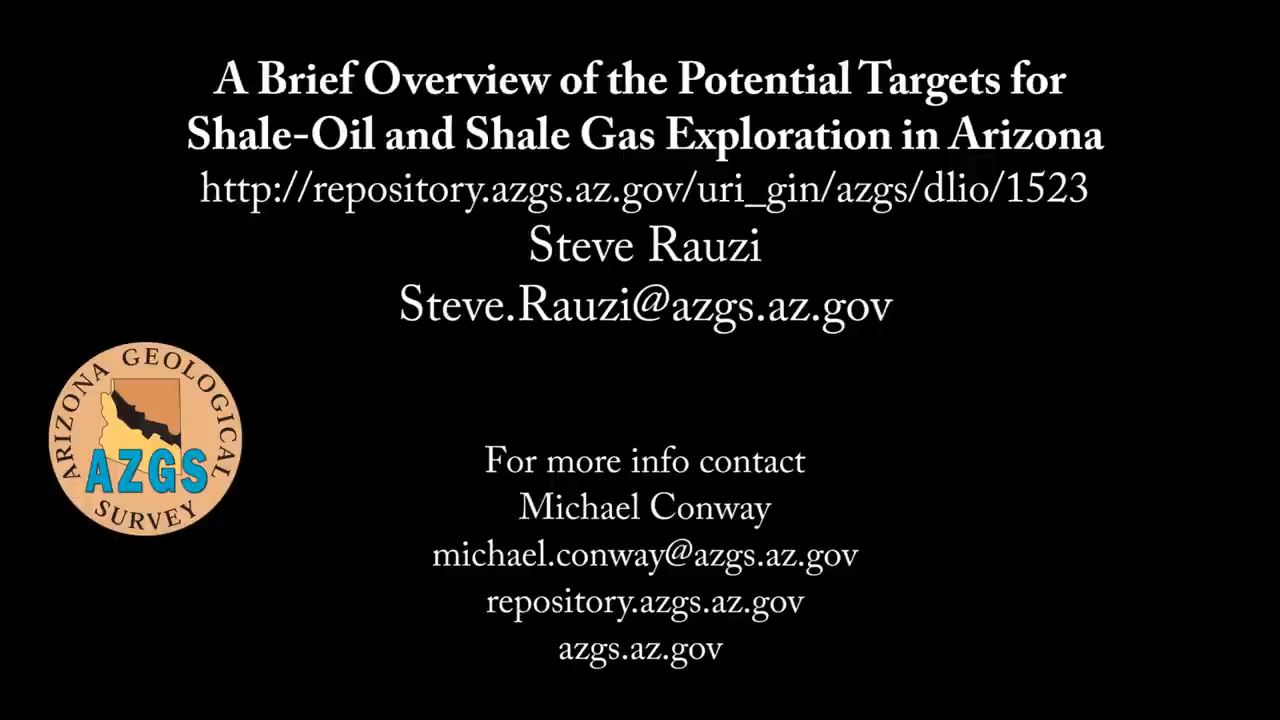 A Brief Overview of the Potential Targets for
Shale-Oil and Shale Gas Exploration in Arizona
http://repository.azgs.az.gov/uri_gin/azgs/dlio/1523
Steve Rauzi
Steve.Rauzi@azgs.az.gov
ARIZONA GEOLOGICAL
AZGS
SURVEY
For more info contact
Michael Conway
michael.conway@azgs.az.gov
repository.azgs.az.gov
azgs.az.gov